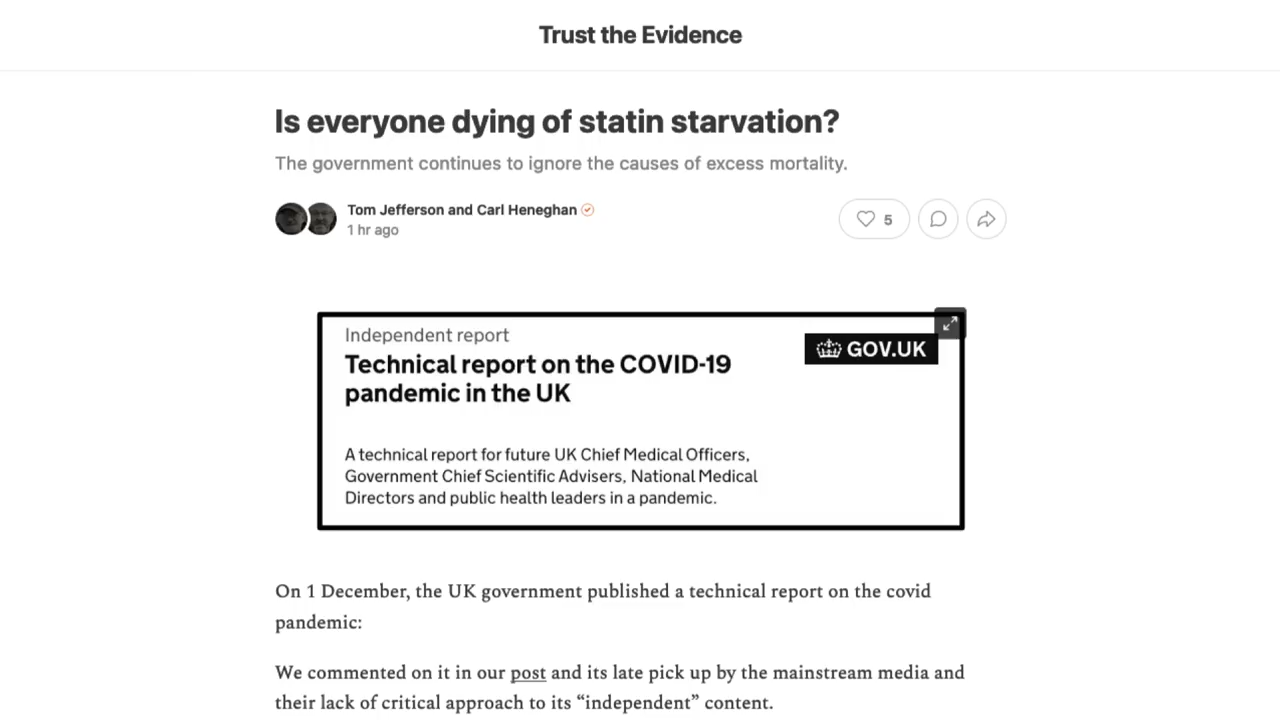 Trust the Evidence
Is everyone dying of statin starvation?
The government continues to ignore the causes of excess mortality.
Tom Jefferson and Carl Heneghan
1 hr ago
5
Independent report
GOV.UK
Technical report on the COVID-19
pandemic in the UK
A technical report for future UK Chief Medical Officers,
Government Chief Scientific Advisers, National Medical
Directors and public health leaders in a pandemic.
On 1 December, the UK government published a technical report on the covid
pandemic:
We commented on it in our post and its late pick up by the mainstream media and
their lack of critical approach to its “independent” content.